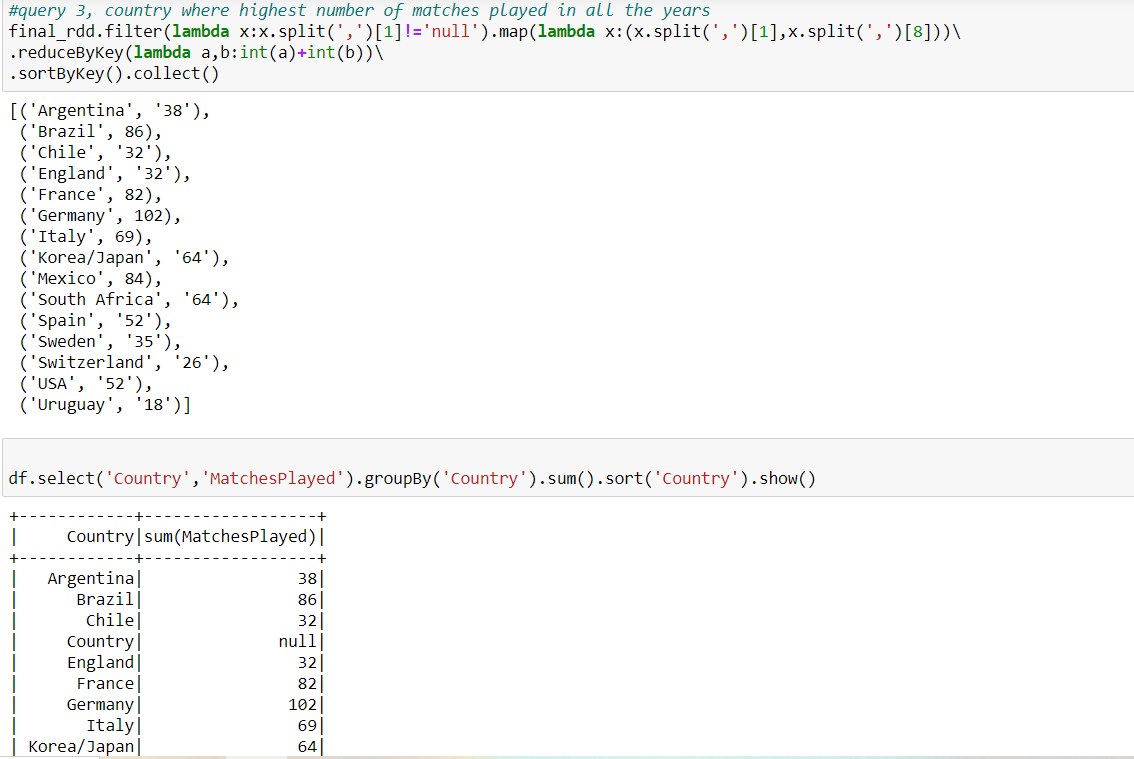 #query 3, country where highest number of matches played in all the years
final_rdd.filter(lambda x:x.split(',')[1]!='null').map(lambda x:(x.split(',')[1],x.split(',')[8]))\
.reduceByKey(lambda a,b:int(a)+int(b))\
.sortByKey().collect()
[('Argentina', '38'),
('Brazil', 86),
('Chile', '32'),
('England', '32'),
('France', 82),
('Germany', 102),
('Italy', 69),
('Korea/Japan', '64'),
('Mexico', 84),
('South Africa', '64'),
('Spain', '52'),
('Sweden', '35'),
('Switzerland', '26'),
('USA', '52'),
('Uruguay', '18')]
df.select('Country','MatchesPlayed').groupBy('Country').sum().sort('Country').show()
+------------+------------------+
|     Country|sum(MatchesPlayed)|
+------------+------------------+
|   Argentina|                38|
|      Brazil|                86|
|       Chile|                32|
|     Country|              null|
|     England|                32|
|      France|                82|
|     Germany|               102|
|       Italy|                69|
| Korea/Japan|                64|